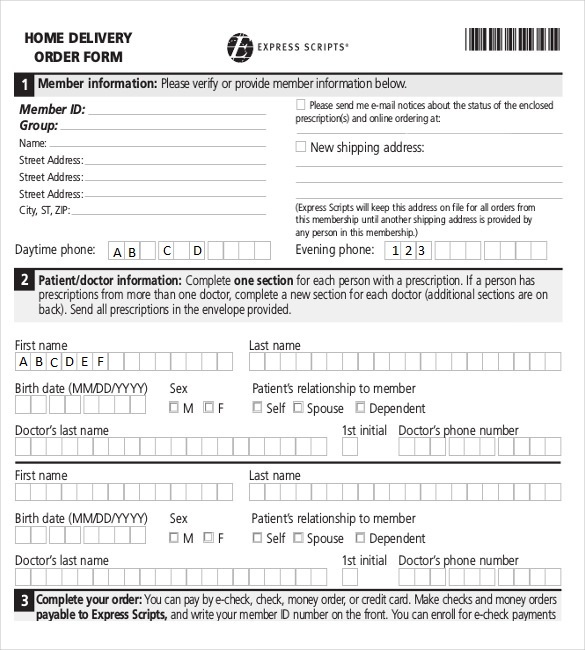 HOME DELIVERY
ORDER FORM
EXPRESS SCRIPTS®
1 Member information: Please verify or provide member information below.
Member ID:
Group:
Name:
Street Address:
Street Address:
Street Address:
City, ST, ZIP:
Please send me e-mail notices about the status of the enclosed
prescription(s) and online ordering at:
New shipping address:
(Express Scripts will keep this address on file for all orders from
this membership until another shipping address is provided by
any person in this membership.)
Daytime phone: A B C D
Evening phone: 1 2 3
2 Patient/doctor information: Complete one section for each person with a prescription. If a person has
prescriptions from more than one doctor, complete a new section for each doctor (additional sections are on
back). Send all prescriptions in the envelope provided.
First name Last name
A B C D E F
Birth date (MM/DD/YYYY) Sex Patient's relationship to member
M F Self Spouse Dependent
Doctor's last name 1st initial Doctor's phone number
First name Last name
Birth date (MM/DD/YYYY) Sex Patient's relationship to member
M F Self Spouse Dependent
Doctor's last name 1st initial Doctor's phone number
3 Complete your order: You can pay by e-check, check, money order, or credit card. Make checks and money orders
payable to Express Scripts, and write your member ID number on the front. You can enroll for e-check payments